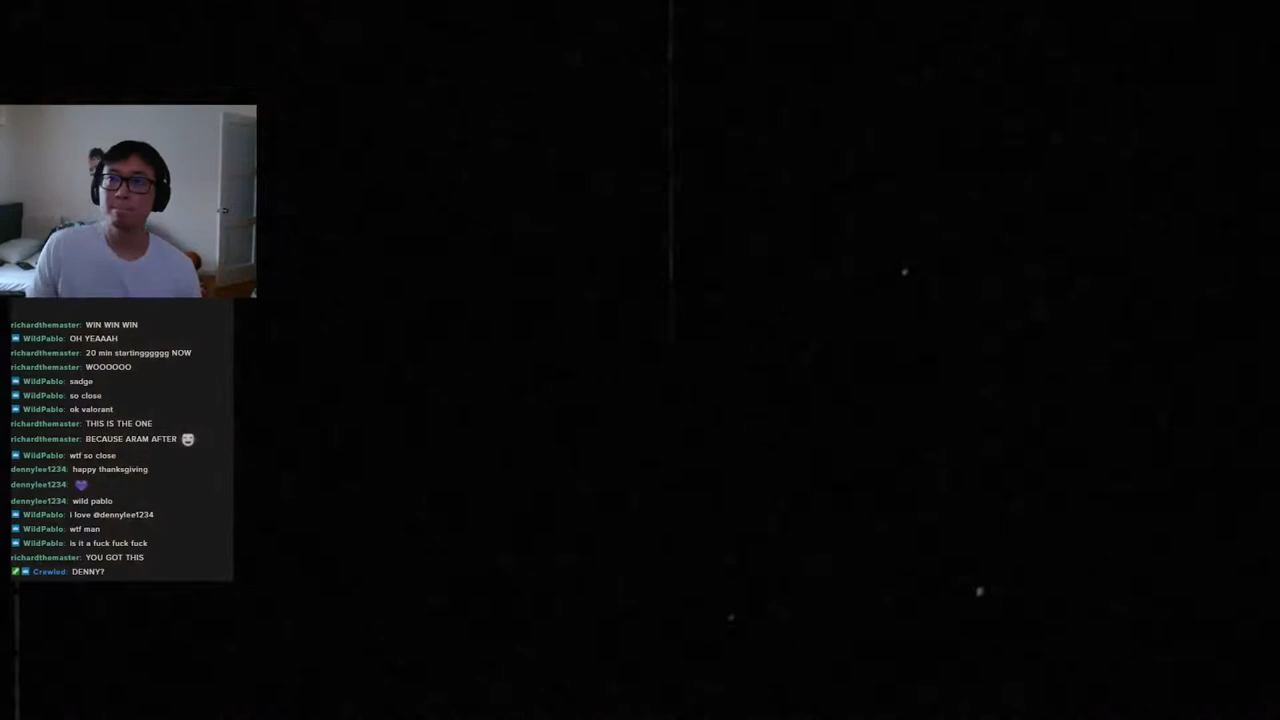 richardthemaster: WIN WIN WIN
WildPablo: OH YEAAAH
richardthemaster: 20 min startingggggg NOW
richardthemaster: WOOOOOO
WildPablo: sadge
WildPablo: so close
WildPablo: ok valorant
richardthemaster: THIS IS THE ONE
richardthemaster: BECAUSE ARAM AFTER
WildPablo: wtf so close
dennylee1234: happy thanksgiving
dennylee1234:
dennylee1234: wild pablo
WildPablo: i love @dennylee1234
WildPablo: wtf man
WildPablo: is it a fuck fuck fuck
richardthemaster: YOU GOT THIS
Crewled: DENNY?